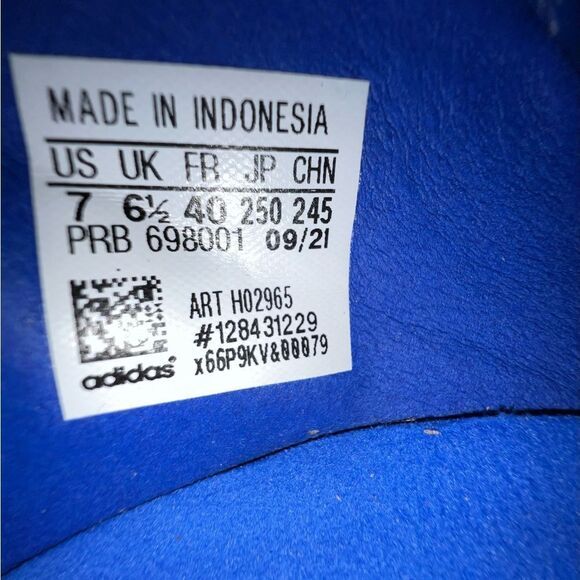 MADE IN INDONESIA
US UK FR JP CHN
7 6½ 40 250 245
PRB 698001 09/21
ART H02965
#128431229
x66P9KV&00079
adidas